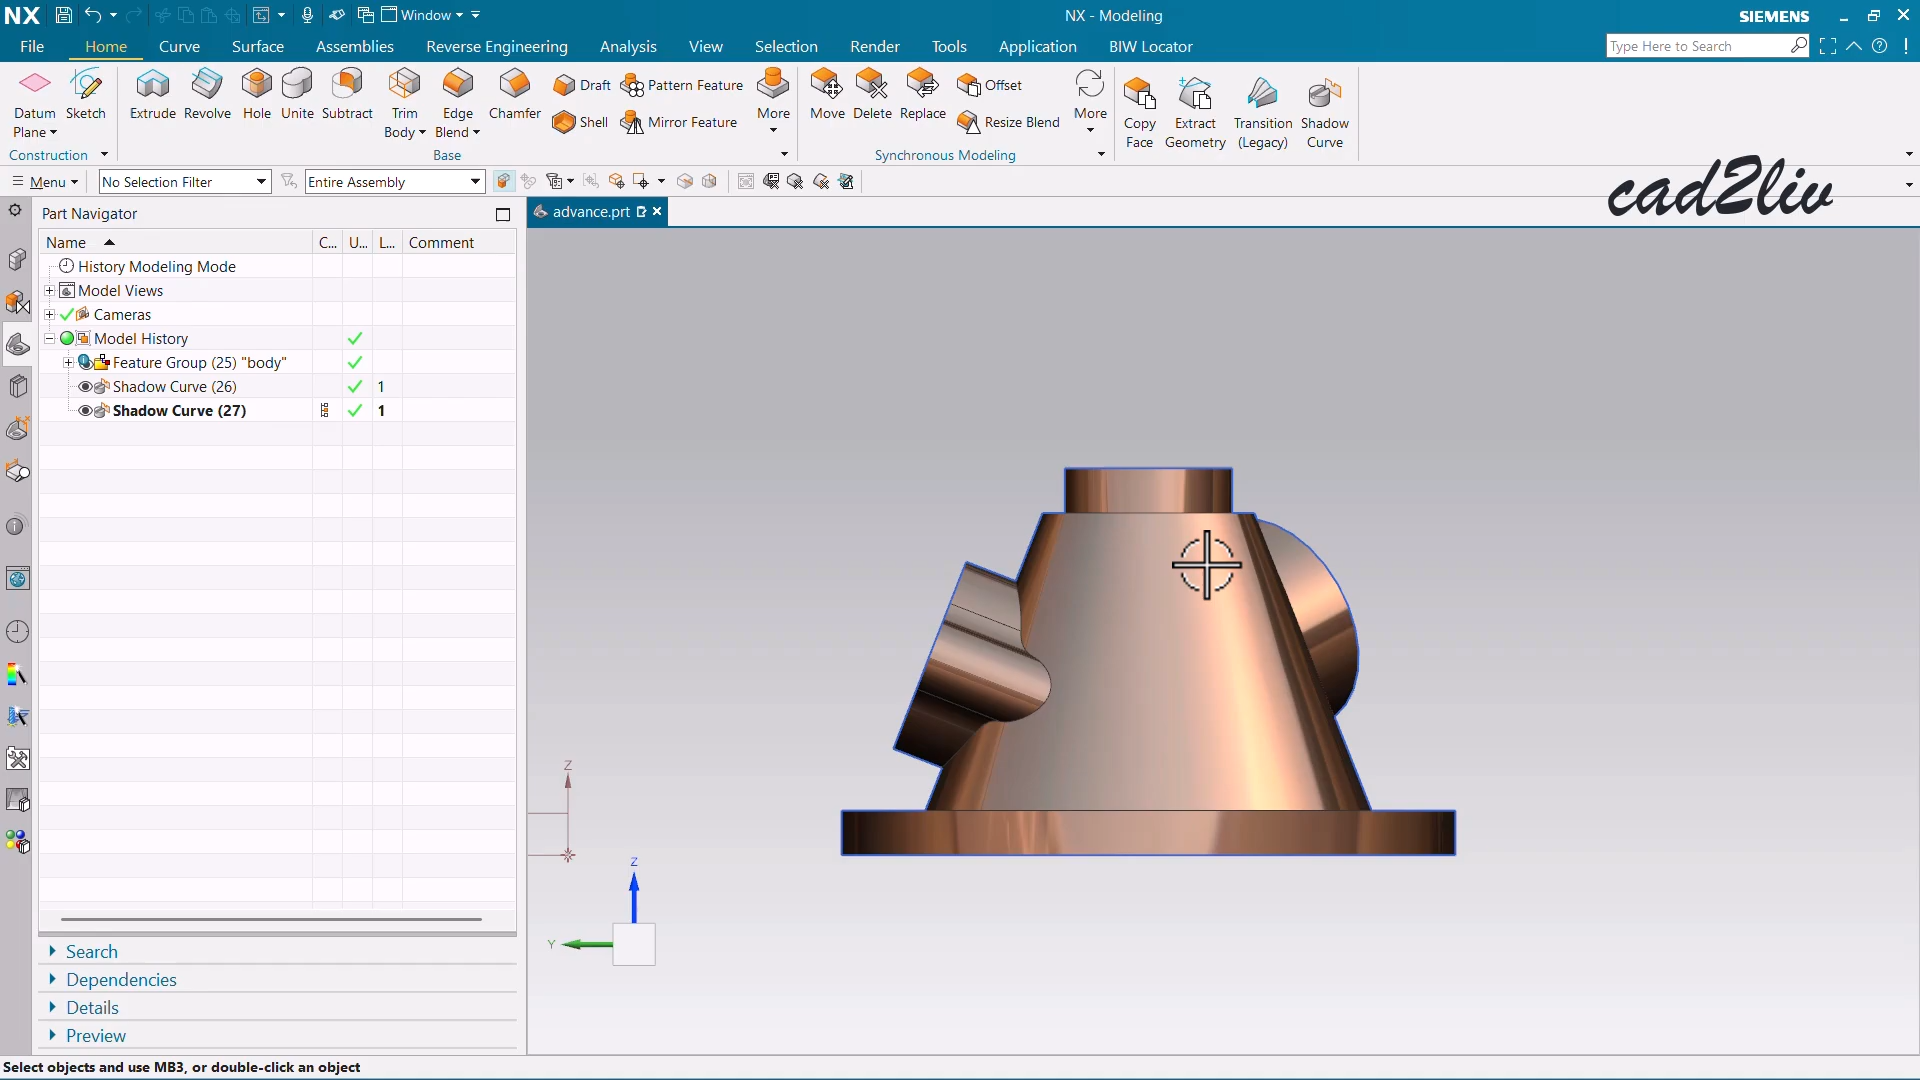 NX
Window
NX - Modeling
SIEMENS
File
Home
Curve
Surface
Assemblies
Reverse Engineering
Analysis
View
Selection
Render
Tools
Application
BIW Locator
Type Here to Search
Datum
Plane
Sketch
Extrude
Revolve
Hole
Unite
Subtract
Trim
Body
Edge
Blend
Chamfer
Draft
Shell
Pattern Feature
Mirror Feature
More
Move
Delete
Replace
Offset
Resize Blend
More
Copy
Face
Extract
Geometry
Transition
(Legacy)
Shadow
Curve
Construction
Base
Synchronous Modeling
Menu
No Selection Filter
Entire Assembly
cad2liv
Part Navigator
advance.prt
Name
C...
U...
L...
Comment
History Modeling Mode
Model Views
Cameras
Model History
Feature Group (25) "body"
Shadow Curve (26)
1
Shadow Curve (27)
1
Z
Z
Y
Search
Dependencies
Details
Preview
Select objects and use MB3, or double-click an object